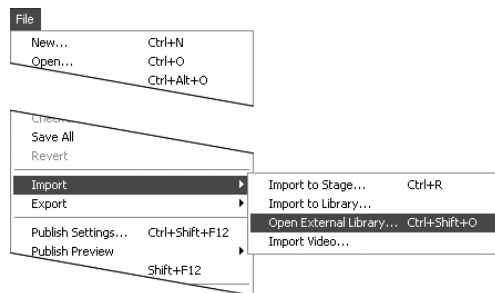 File
New... Ctrl+N
Open... Ctrl+O
Ctrl+Alt+O
Save All
Revert
Import
Export
Publish Settings... Ctrl+Shift+F12
Publish Preview
Shift+F12
Import to Stage... Ctrl+R
Import to Library...
Open External Library... Ctrl+Shift+O
Import Video...